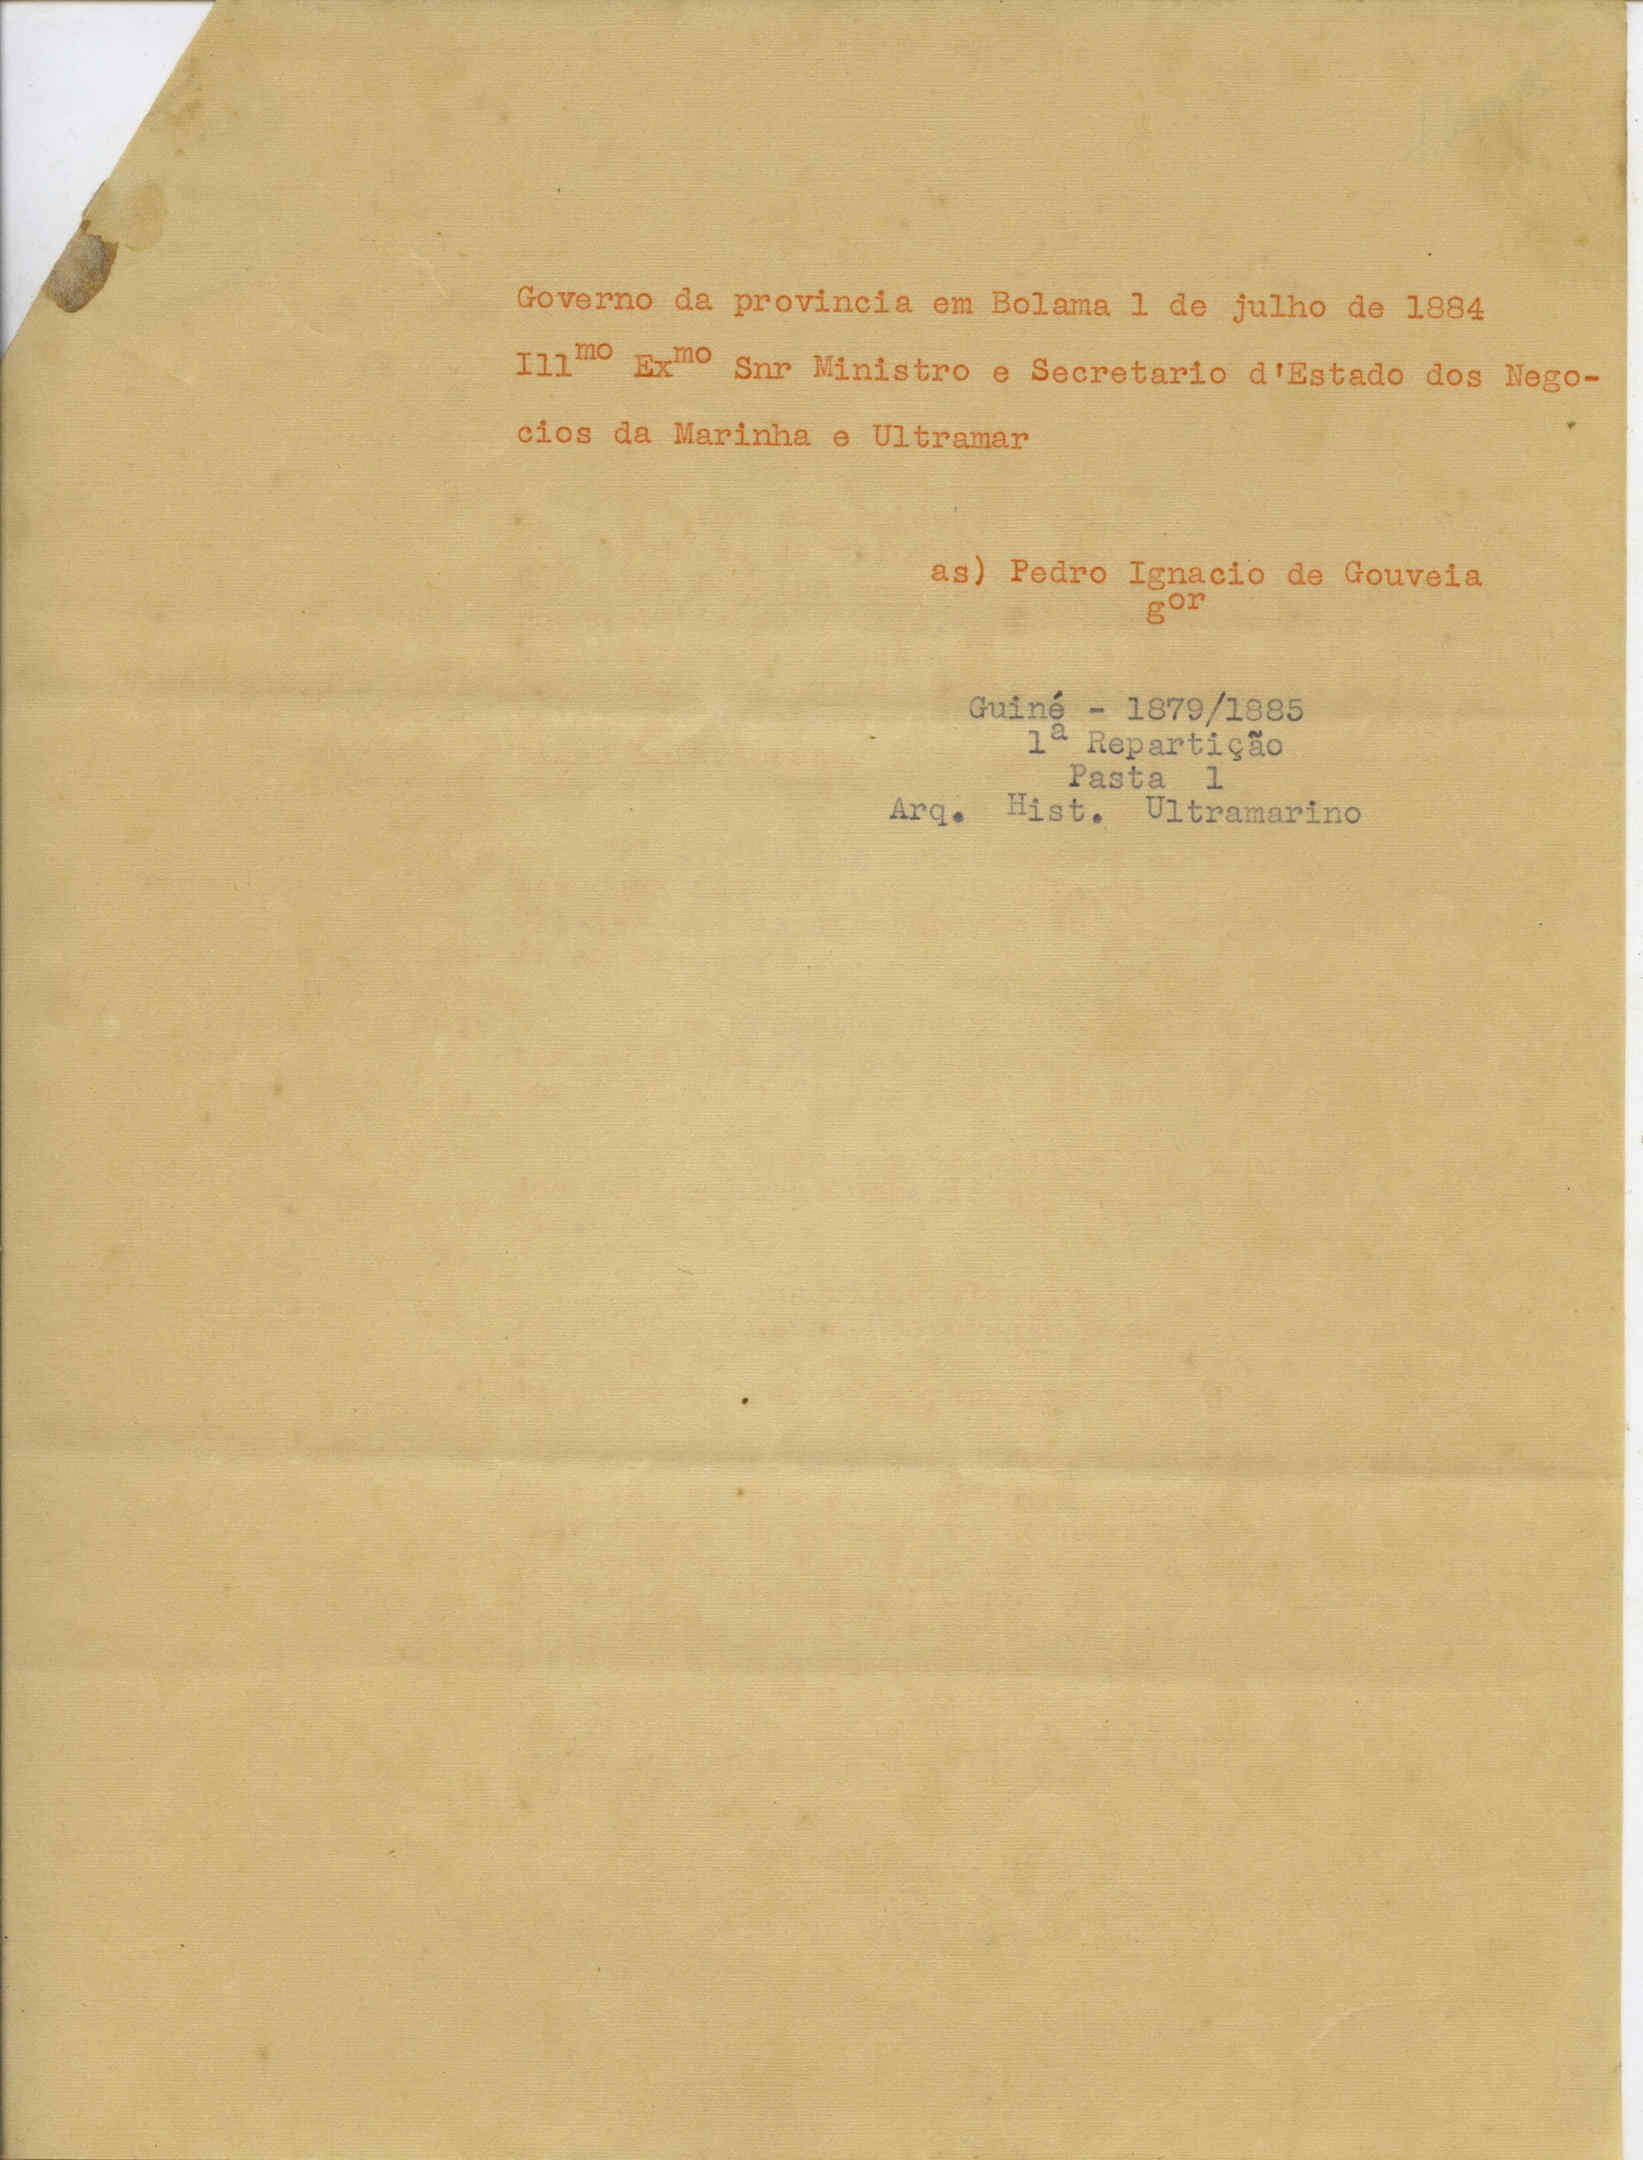 Governo da provincia em Bolama 1 de julho de 1884
Illmo Exmo Snr Ministro e Secretario d'Estado dos Nego-
cios da Marinha e Ultramar
as) Pedro Ignacio de Gouveia
gor
Guiné - 1879/1885
1a Repartição
Pasta 1
Arq. Hist. Ultramarino